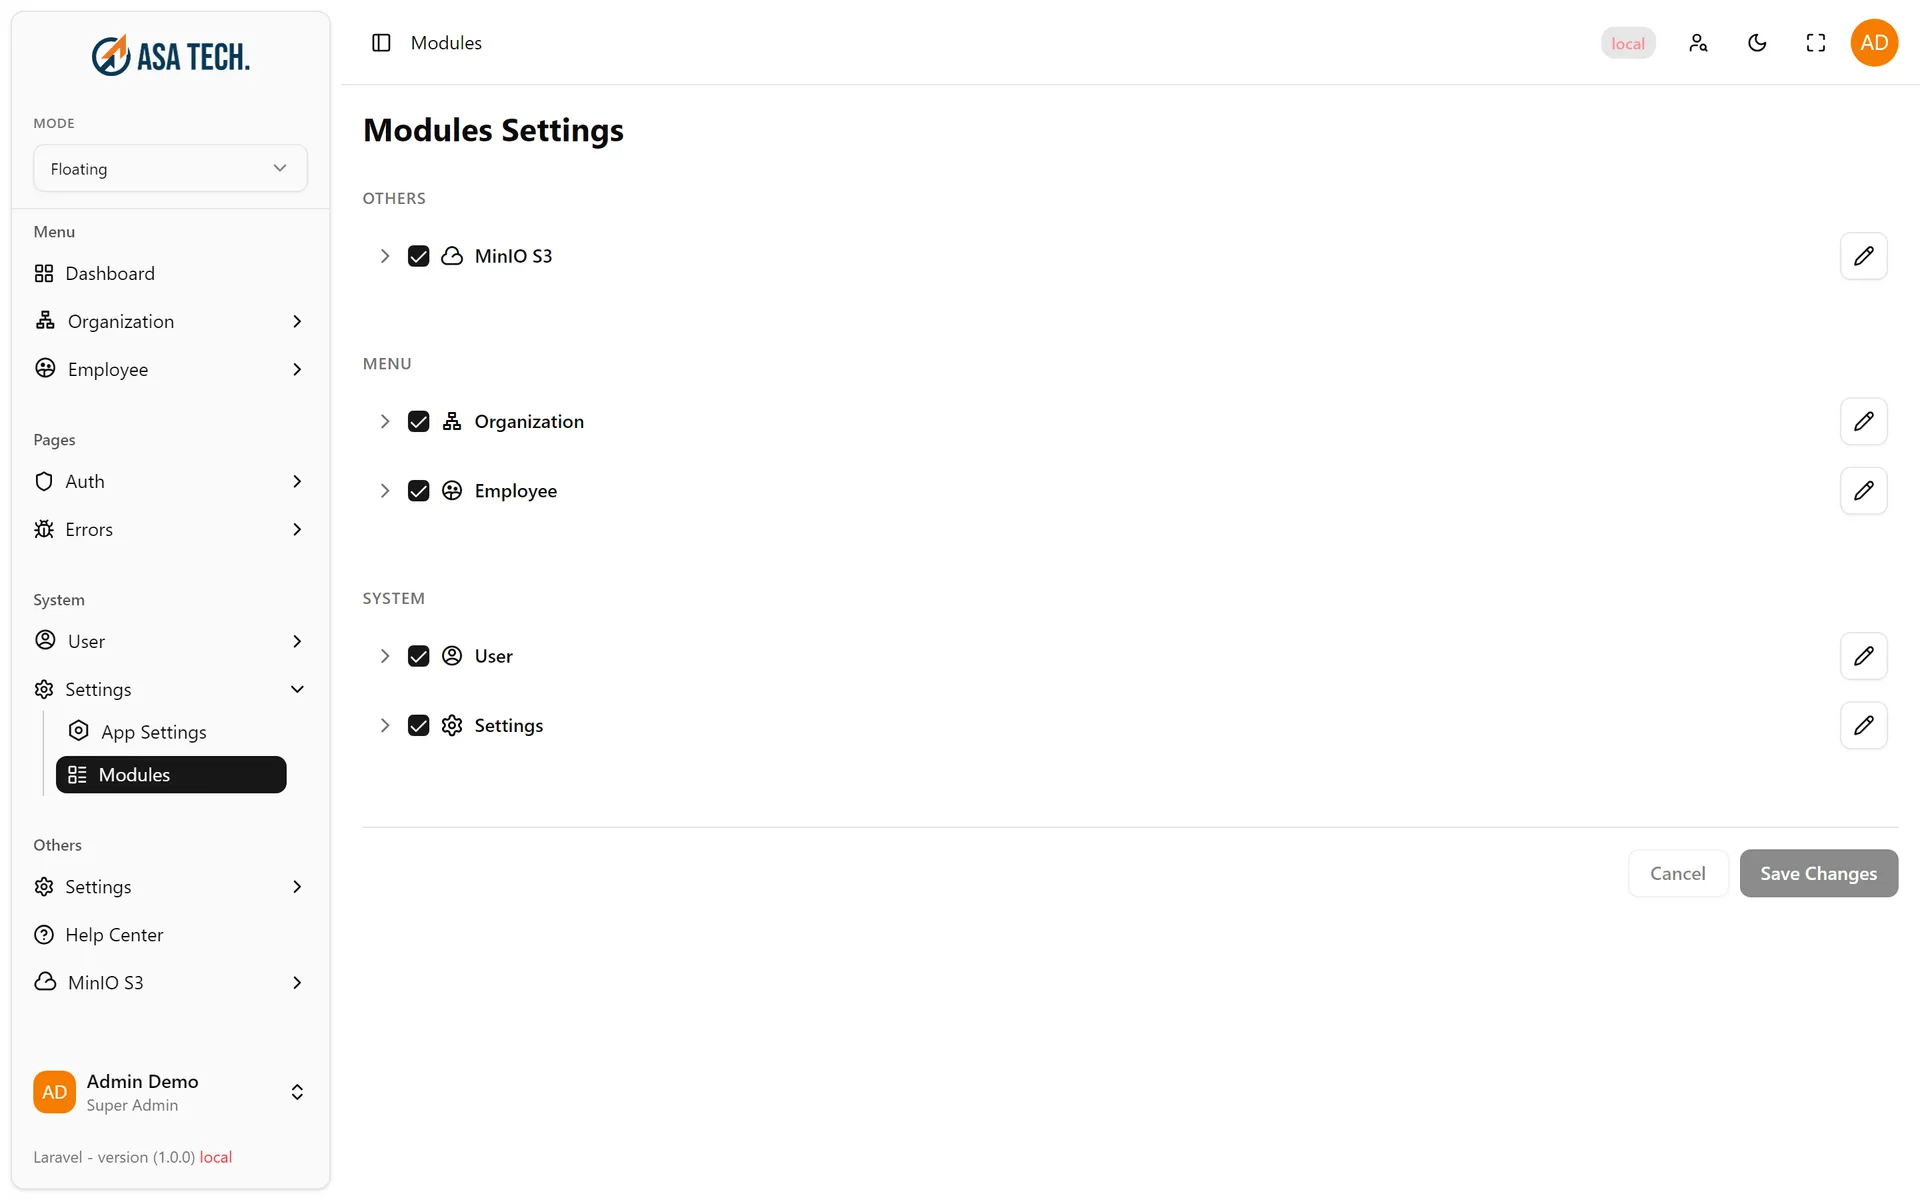 ASA TECH.
MODE
Floating
Menu
Dashboard
Organization
Employee
Pages
Auth
Errors
System
User
Settings
App Settings
Modules
Others
Settings
Help Center
MinIO S3
AD
Admin Demo
Super Admin
Laravel - version (1.0.0) local
Modules
local
AD
Modules Settings
OTHERS
MinIO S3
MENU
Organization
Employee
SYSTEM
User
Settings
Cancel
Save Changes